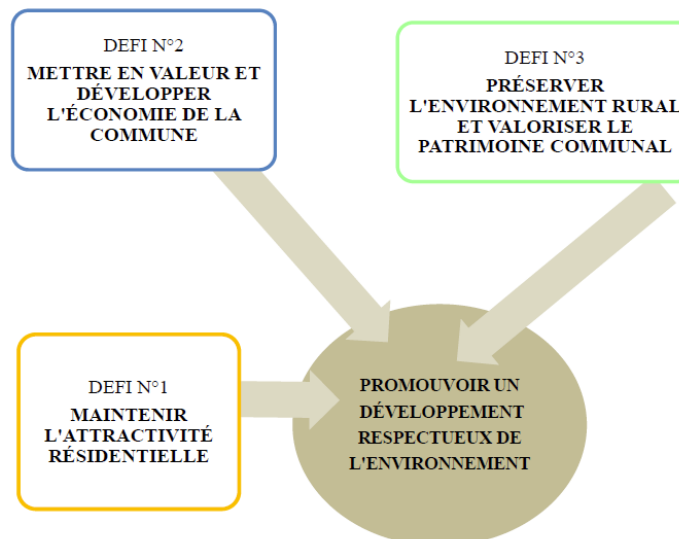 DEFI N°2
METTRE EN VALEUR ET
DÉVELOPPER
L'ÉCONOMIE DE LA
COMMUNE
DEFI N°3
PRÉSERVER
L'ENVIRONNEMENT RURAL
ET VALORISER LE
PATRIMOINE COMMUNAL
DEFI N°1
MAINTENIR
L'ATTRACTIVITÉ
RÉSIDENTIELLE
PROMOUVOIR UN
DÉVELOPPEMENT
RESPECTUEUX DE
L'ENVIRONNEMENT